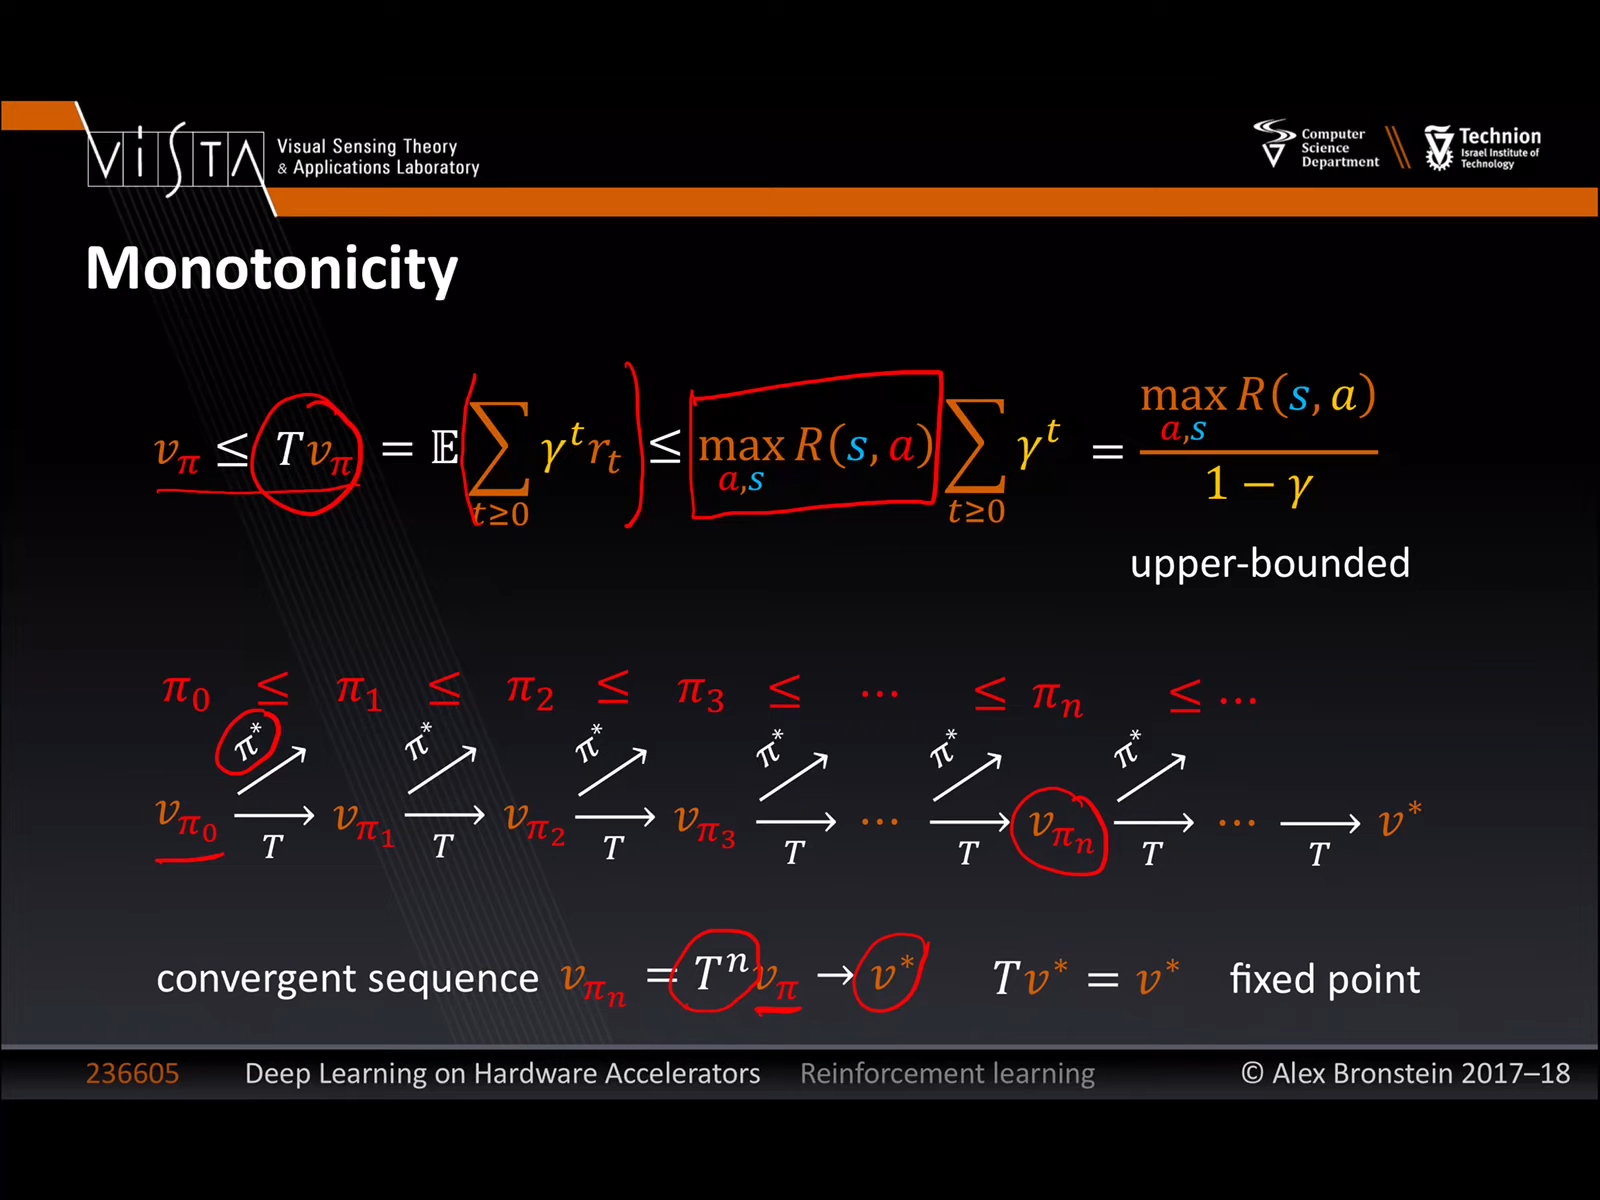 ViSTA Visual Sensing Theory & Applications Laboratory
Computer Science Department
Technion Israel Institute of Technology
Monotonicity
v_π ≤ Tv_π = 𝔼 ∑_{t≥0} γ^t r_t ≤ max_{a,s} R(s, a) ∑_{t≥0} γ^t = max_{a,s} R(s, a) / (1 − γ)
upper-bounded
π_0 ≤ π_1 ≤ π_2 ≤ π_3 ≤ ⋯ ≤ π_n ≤ ⋯
π* π* π* π* π* π*
v_{π_0} → v_{π_1} → v_{π_2} → v_{π_3} → ⋯ → v_{π_n} → ⋯ → v*
T T T T T T T
convergent sequence v_{π_n} = T^n v_π → v* Tv* = v* fixed point
236605 Deep Learning on Hardware Accelerators Reinforcement learning © Alex Bronstein 2017–18